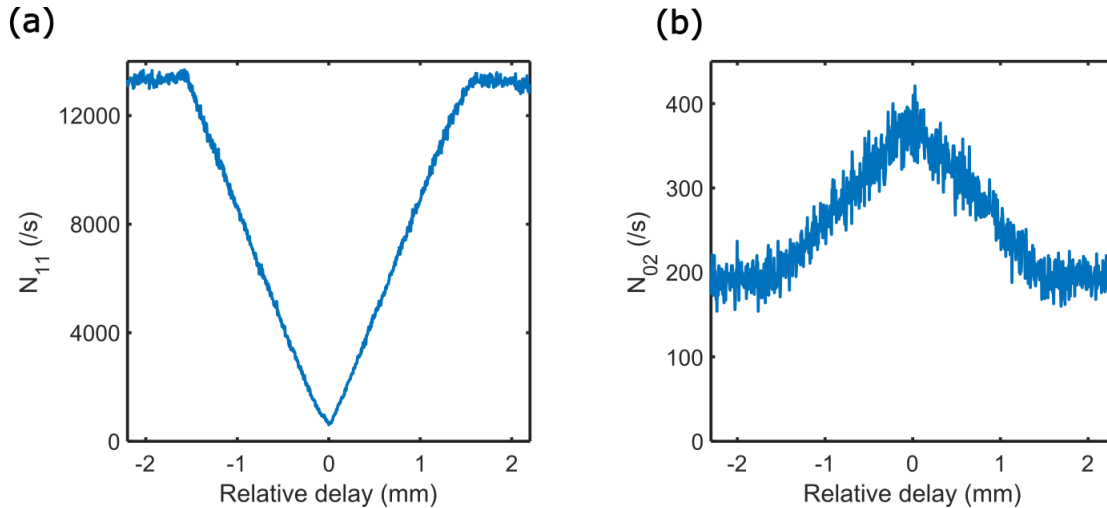 (a)
(b)
12000
8000
4000
0
N11 (/s)
-2 -1 0 1 2
Relative delay (mm)
400
300
200
100
0
N02 (/s)
-2 -1 0 1 2
Relative delay (mm)